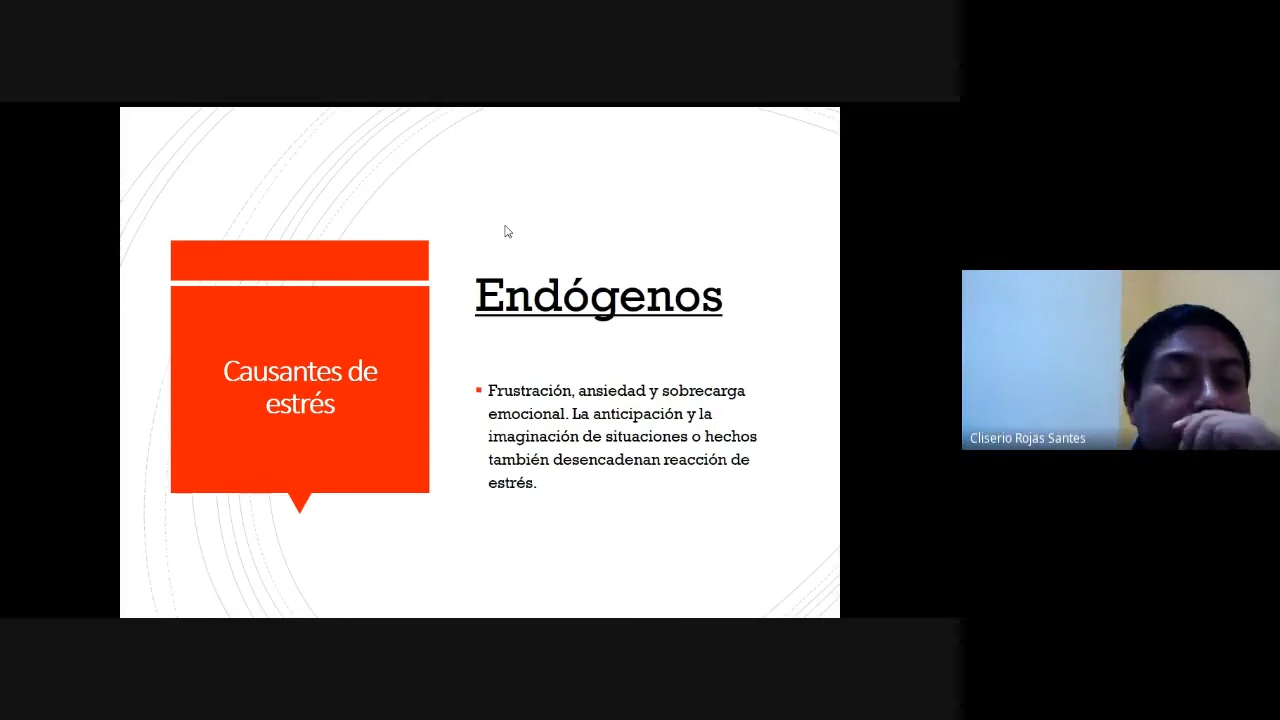 Causantes de
estrés
Endógenos
Frustración, ansiedad y sobrecarga
emocional. La anticipación y la
imaginación de situaciones o hechos
también desencadenan reacción de
estrés.
Cliserio Rojas Santes